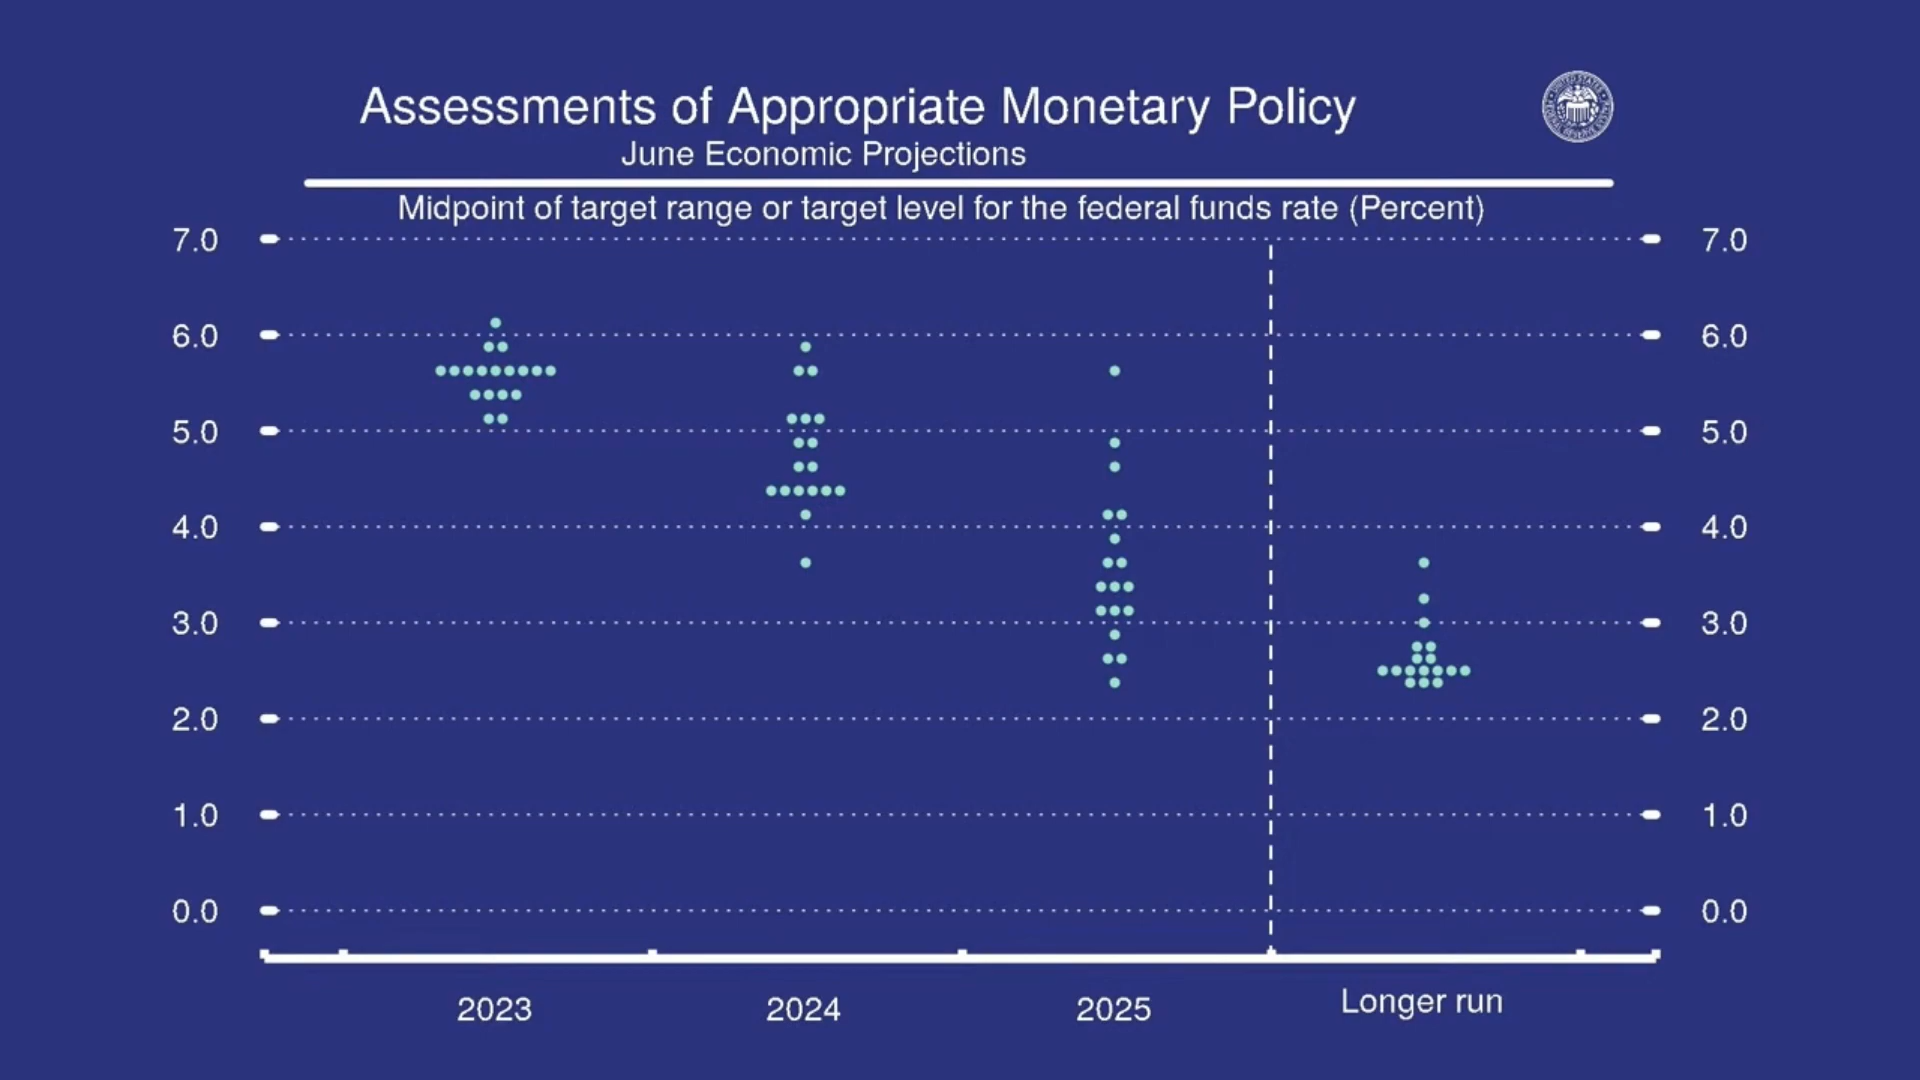 Assessments of Appropriate Monetary Policy
June Economic Projections
Midpoint of target range or target level for the federal funds rate (Percent)
7.0 7.0
6.0 6.0
5.0 5.0
4.0 4.0
3.0 3.0
2.0 2.0
1.0 1.0
0.0 0.0
2023 2024 2025 Longer run